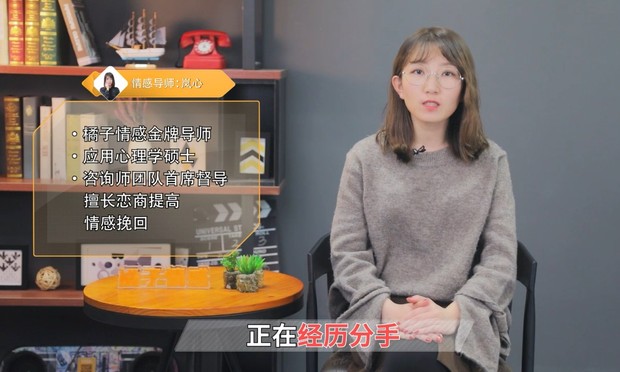 情感导师:岚心
• 橘子情感金牌导师
• 应用心理学硕士
• 咨询师团队首席督导
擅长恋商提高
情感挽回
UNIVERSAL ST
正在经历分手